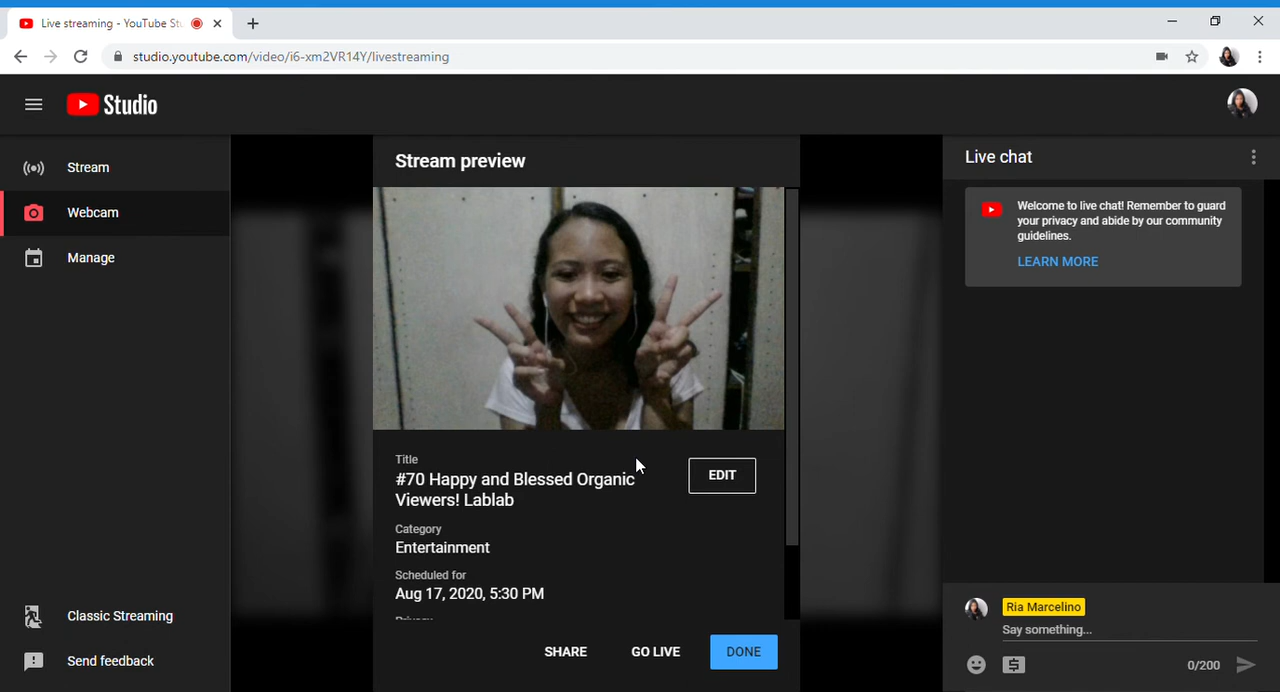 Live streaming - YouTube Stu
studio.youtube.com/video/i6-xm2VR14Y/livestreaming
Studio
Stream
Webcam
Manage
Classic Streaming
Send feedback
Stream preview
Title
#70 Happy and Blessed Organic
Viewers! Lablab
EDIT
Category
Entertainment
Scheduled for
Aug 17, 2020, 5:30 PM
Privacy
SHARE
GO LIVE
DONE
Live chat
Welcome to live chat! Remember to guard
your privacy and abide by our community
guidelines.
LEARN MORE
Ria Marcelino
Say something...
0/200